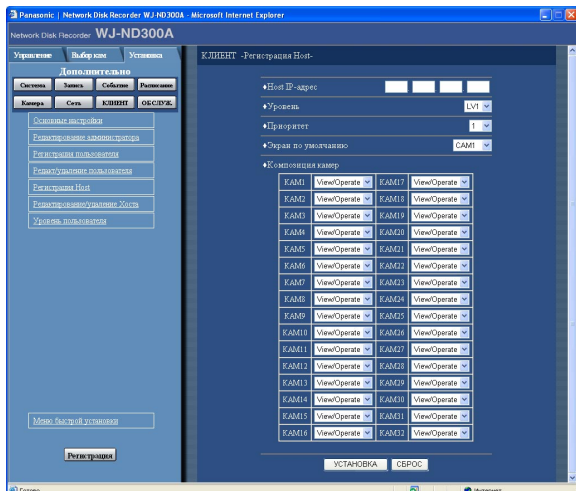 Panasonic | Network Disk Recorder WJ-ND300A - Microsoft Internet Explorer
Network Disk Recorder WJ-ND300A
Управление Выбор кам Установка
Дополнительно
Система Запись Событие Расписание
Камера Сеть КЛИЕНТ ОБСЛУЖ.
Основные настройки
Редактирование администратора
Регистрация пользователя
Редакт/удаление пользователя
Регистрация Host
Редактирование/удаление Хоста
Уровень пользователя
Меню быстрой установки
Регистрация
КЛИЕНТ -Регистрация Host-
♦Host IP-адрес
♦Уровень LV1
♦Приоритет 1
♦Экран по умолчанию CAM1
♦Композиция камер
КАМ1 View/Operate КАМ17 View/Operate
КАМ2 View/Operate КАМ18 View/Operate
КАМ3 View/Operate КАМ19 View/Operate
КАМ4 View/Operate КАМ20 View/Operate
КАМ5 View/Operate КАМ21 View/Operate
КАМ6 View/Operate КАМ22 View/Operate
КАМ7 View/Operate КАМ23 View/Operate
КАМ8 View/Operate КАМ24 View/Operate
КАМ9 View/Operate КАМ25 View/Operate
КАМ10 View/Operate КАМ26 View/Operate
КАМ11 View/Operate КАМ27 View/Operate
КАМ12 View/Operate КАМ28 View/Operate
КАМ13 View/Operate КАМ29 View/Operate
КАМ14 View/Operate КАМ30 View/Operate
КАМ15 View/Operate КАМ31 View/Operate
КАМ16 View/Operate КАМ32 View/Operate
УСТАНОВКА СБРОС
Готово Интернет